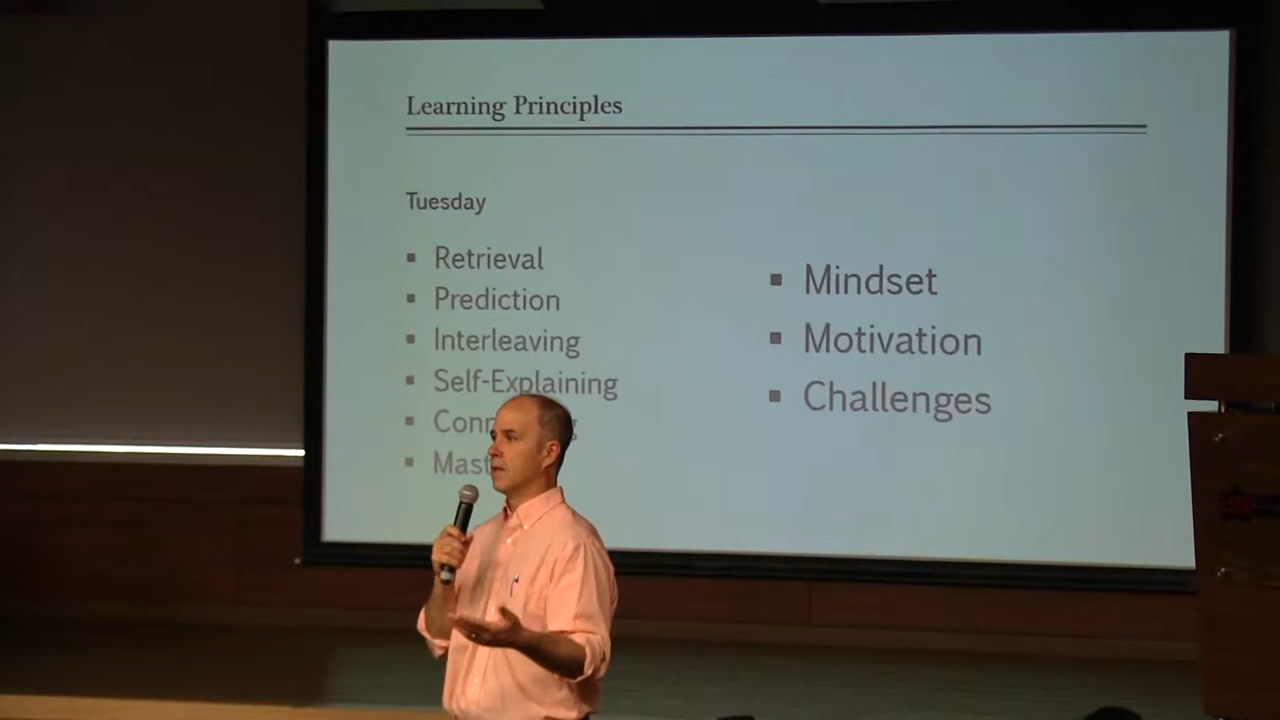 Learning Principles
Tuesday
▪ Retrieval
▪ Prediction
▪ Interleaving
▪ Self-Explaining
▪ Mindset
▪ Motivation
▪ Challenges